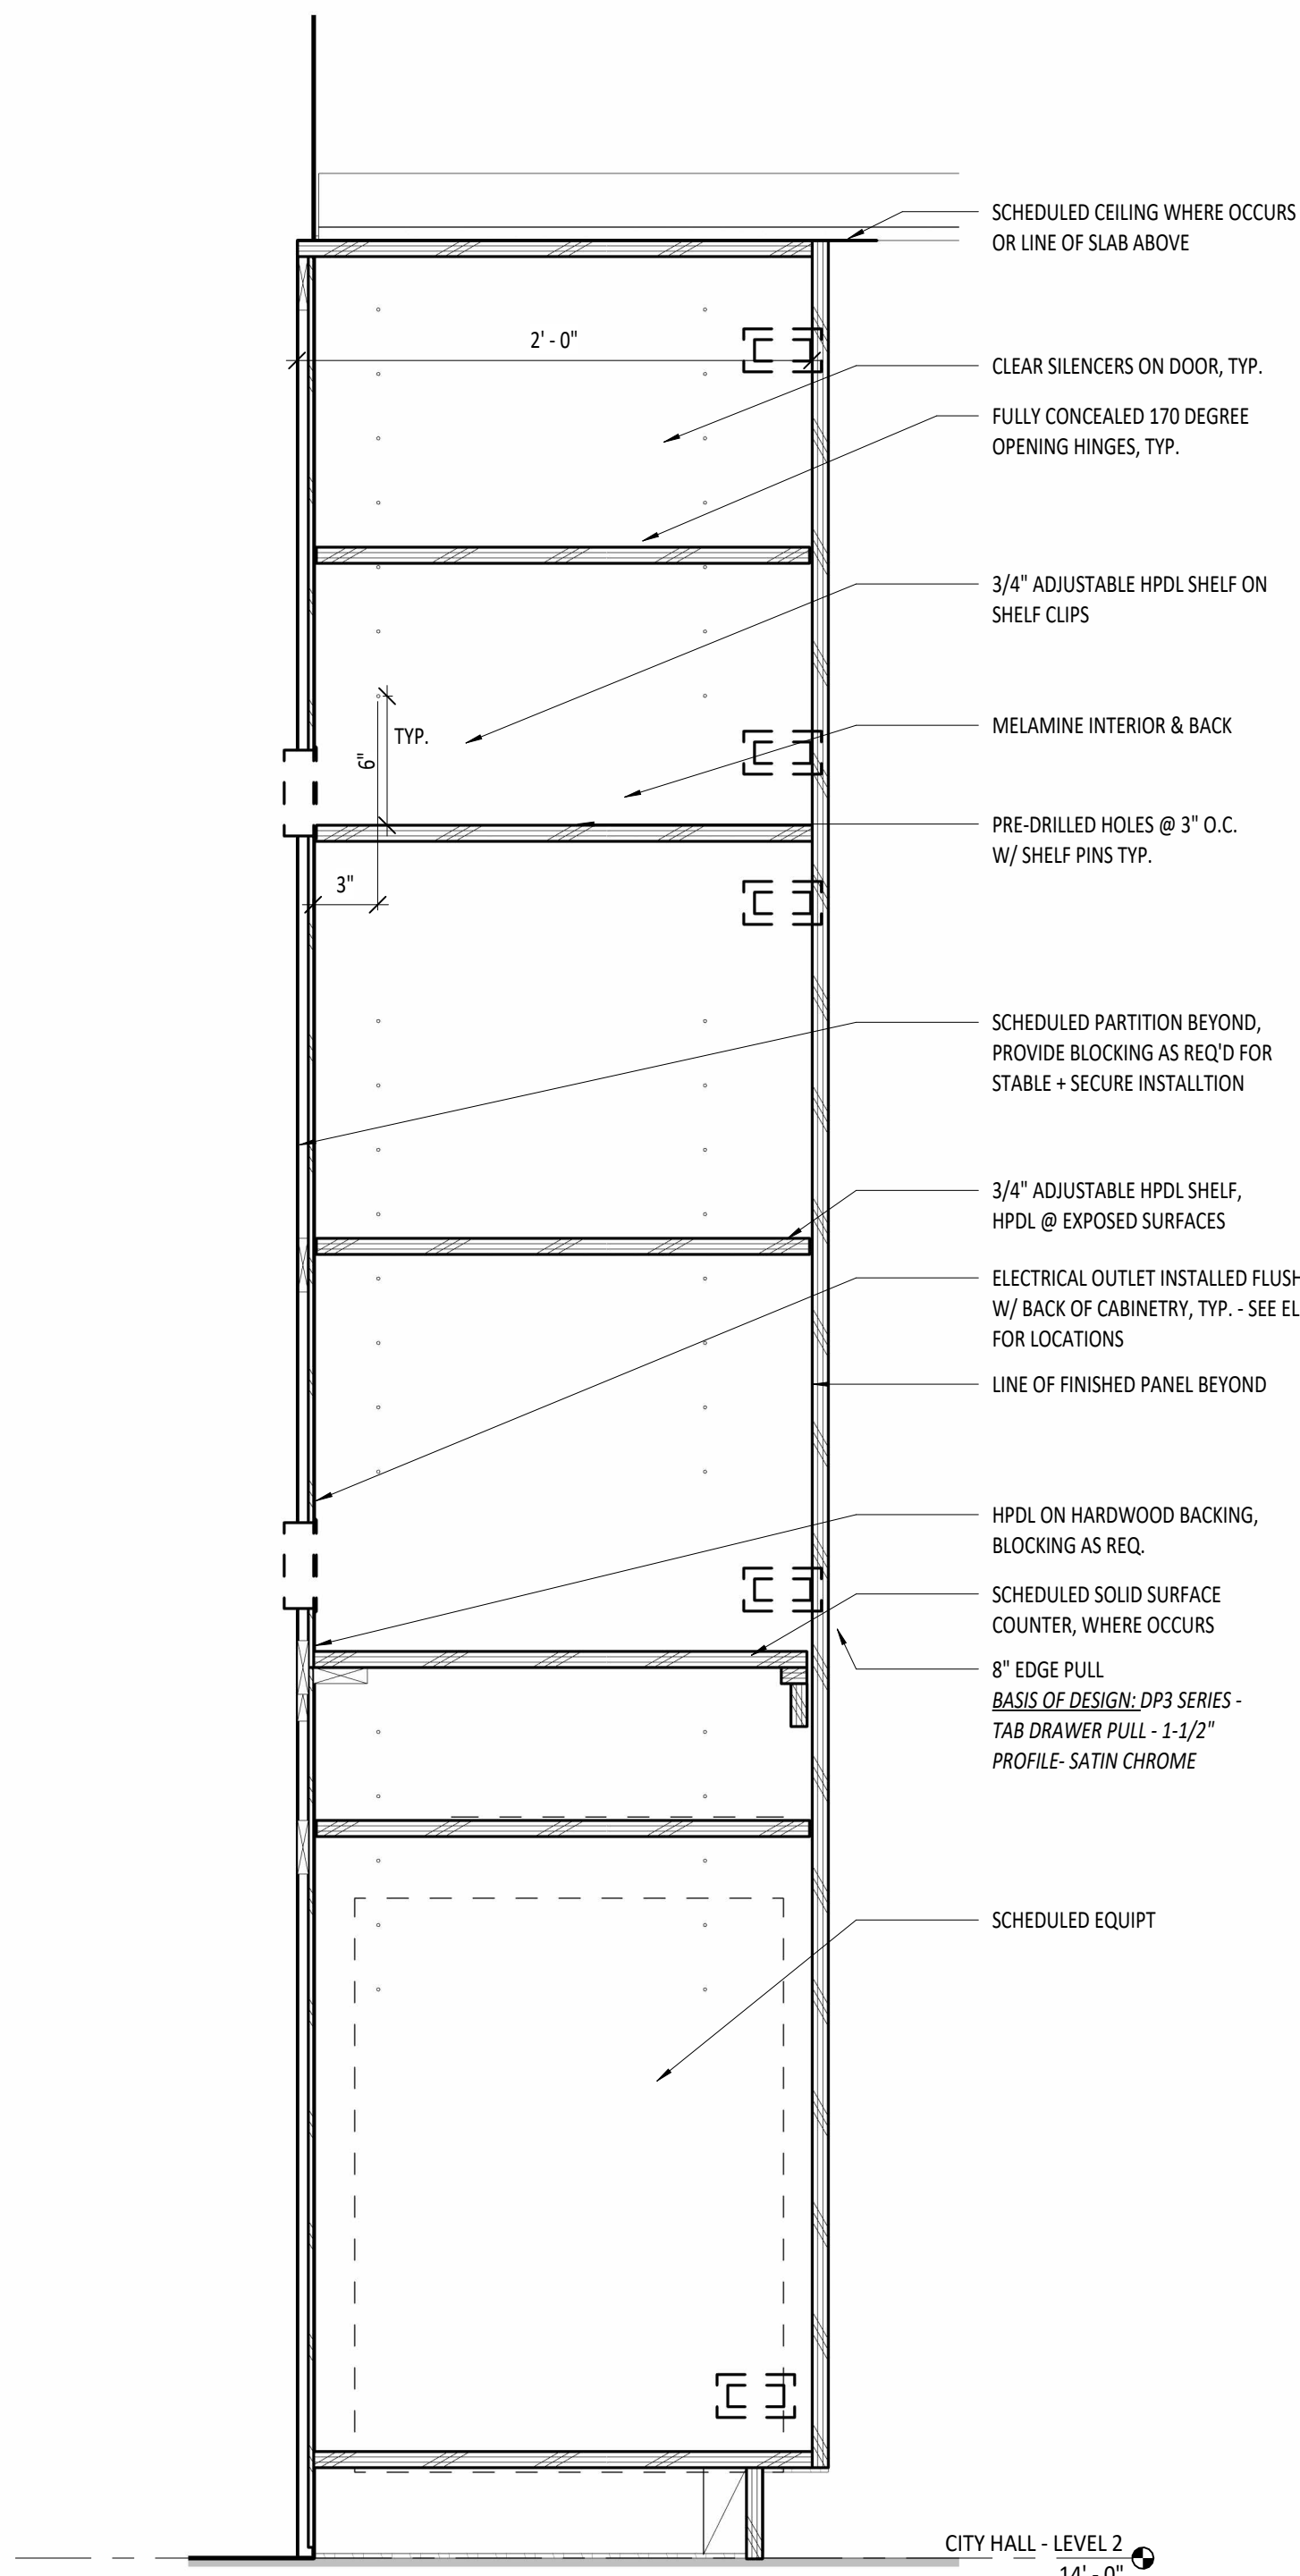 SCHEDULED CEILING WHERE OCCURS
OR LINE OF SLAB ABOVE
2' - 0"
CLEAR SILENCERS ON DOOR, TYP.
FULLY CONCEALED 170 DEGREE
OPENING HINGES, TYP.
3/4" ADJUSTABLE HPDL SHELF ON
SHELF CLIPS
TYP.
6"
MELAMINE INTERIOR & BACK
PRE-DRILLED HOLES @ 3" O.C.
W/ SHELF PINS TYP.
3"
SCHEDULED PARTITION BEYOND,
PROVIDE BLOCKING AS REQ'D FOR
STABLE + SECURE INSTALLTION
3/4" ADJUSTABLE HPDL SHELF,
HPDL @ EXPOSED SURFACES
ELECTRICAL OUTLET INSTALLED FLUSH
W/ BACK OF CABINETRY, TYP. - SEE EL
FOR LOCATIONS
LINE OF FINISHED PANEL BEYOND
HPDL ON HARDWOOD BACKING,
BLOCKING AS REQ.
SCHEDULED SOLID SURFACE
COUNTER, WHERE OCCURS
8" EDGE PULL
BASIS OF DESIGN: DP3 SERIES -
TAB DRAWER PULL - 1-1/2"
PROFILE- SATIN CHROME
SCHEDULED EQUIPT
CITY HALL - LEVEL 2
14' - 0"